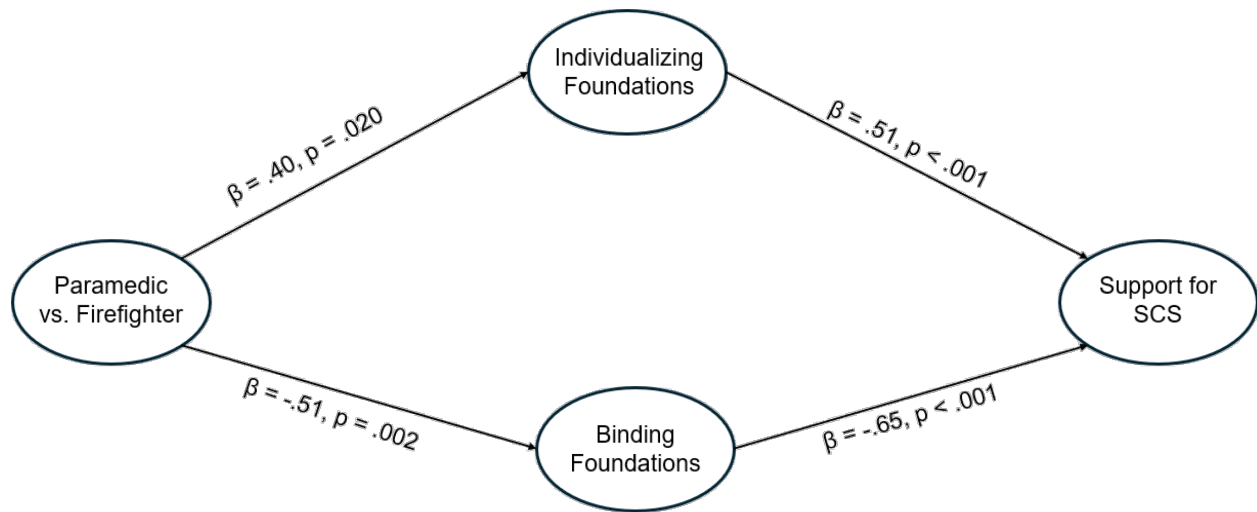 Individualizing
Foundations
β = .40, p = .020
β = .51, p < .001
Paramedic
vs. Firefighter
Support for
SCS
β = -.51, p = .002
β = -.65, p < .001
Binding
Foundations